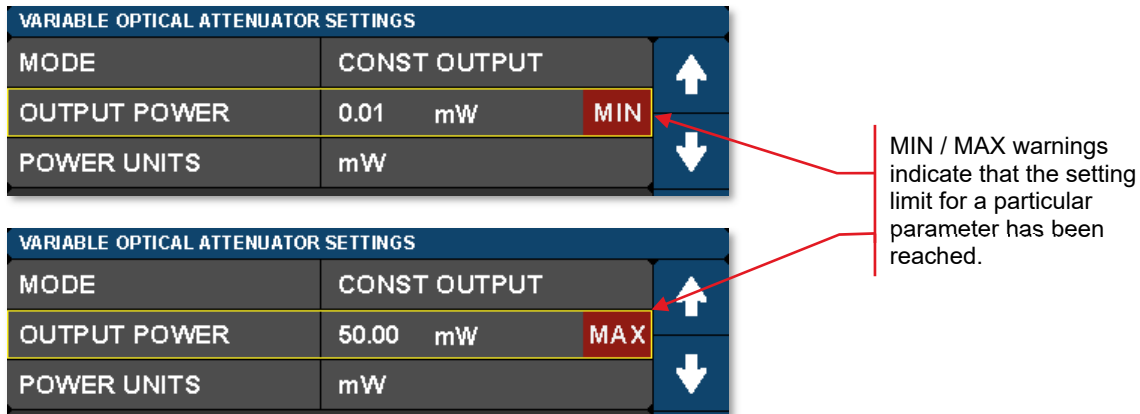 VARIABLE OPTICAL ATTENUATOR SETTINGS
MODE CONST OUTPUT
OUTPUT POWER 0.01 mW MIN
POWER UNITS mW
MIN / MAX warnings
indicate that the setting
limit for a particular
parameter has been
reached.
VARIABLE OPTICAL ATTENUATOR SETTINGS
MODE CONST OUTPUT
OUTPUT POWER 50.00 mW MAX
POWER UNITS mW